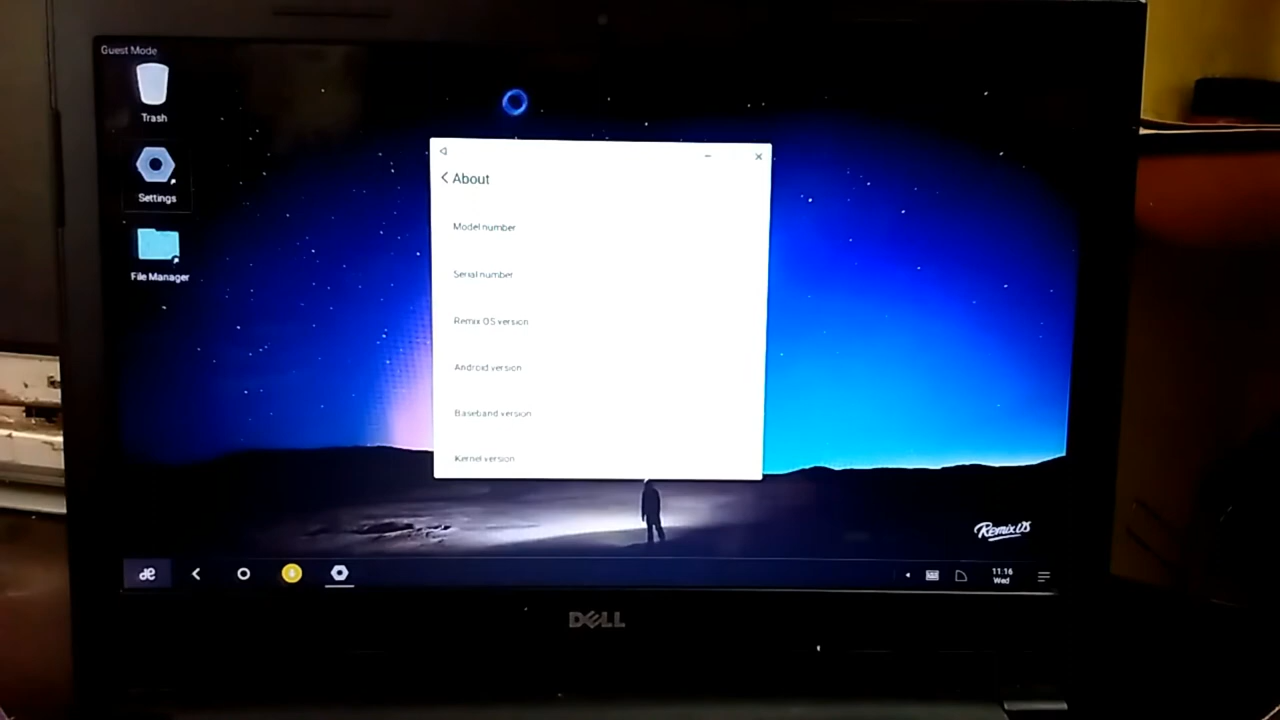 Guest Mode
Trash
Settings
File Manager
About
Model number
Serial number
Remix OS version
Android version
Baseband version
Kernel version
Remix OS
11:16
Wed
DELL